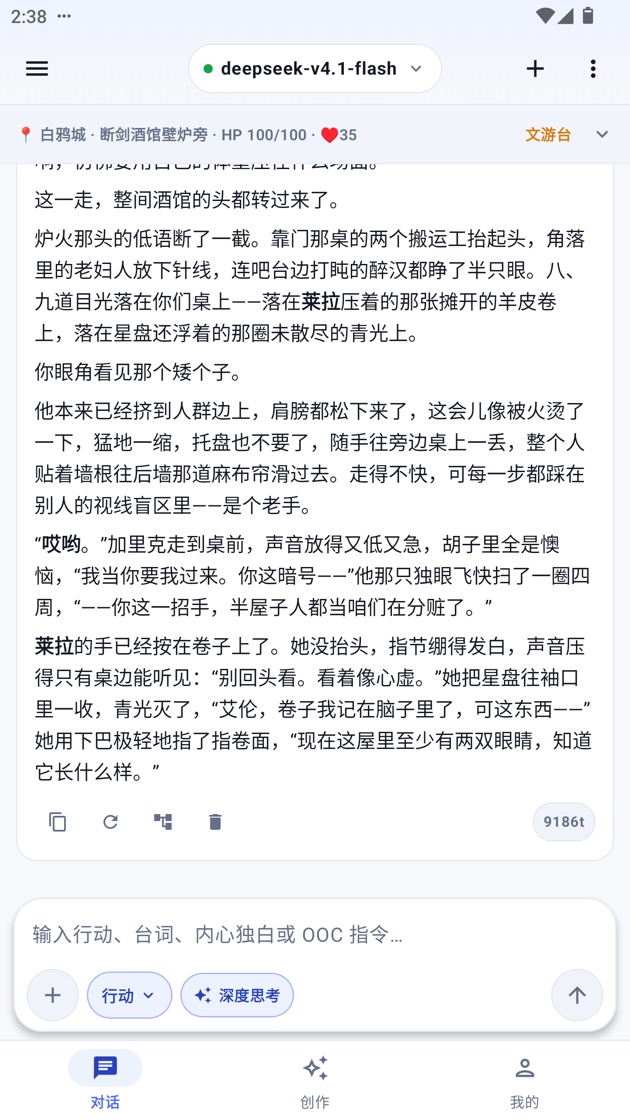 2:38
deepseek-v4.1-flash
白鸦城 · 断剑酒馆壁炉旁 · HP 100/100 · ❤️35
文游台
这一走，整间酒馆的头都转过来了。
炉火那头的低语断了一截。靠门那桌的两个搬运工抬起头，角落
里的老妇人放下针线，连吧台边打盹的醉汉都睁了半只眼。八、
九道目光落在你们桌上——落在莱拉压着的那张摊开的羊皮卷
上，落在星盘还浮着的那圈未散尽的青光上。
你眼角看见那个矮个子。
他本来已经挤到人群边上，肩膀都松下来了，这会儿像被火烫了
一下，猛地一缩，托盘也不要了，随手往旁边桌上一丢，整个人
贴着墙根往后墙那道麻布帘滑过去。走得不快，可每一步都踩在
别人的视线盲区里——是个老手。
“哎哟。”加里克走到桌前，声音放得又低又急，胡子里全是懊
恼，“我当你要我过来。你这暗号——”他那只独眼飞快扫了一圈四
周，“——你这一招手，半屋子人都当咱们在分赃了。”
莱拉的手已经按在卷子上了。她没抬头，指节绷得发白，声音压
得只有桌边能听见：“别回头看。看着像心虚。”她把星盘往袖口
里一收，青光灭了，“艾伦，卷子我记在脑子里了，可这东西——”
她用下巴极轻地指了指卷面，“现在这屋里至少有两双眼睛，知道
它长什么样。”
9186t
输入行动、台词、内心独白或 OOC 指令…
行动
深度思考
对话
创作
我的